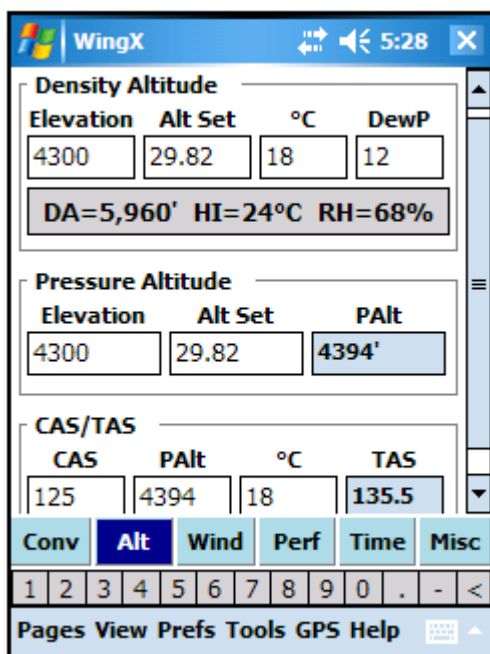 WingX 5:28
Density Altitude
Elevation Alt Set °C DewP
4300 29.82 18 12
DA=5,960' HI=24°C RH=68%
Pressure Altitude
Elevation Alt Set PAlt
4300 29.82 4394'
CAS/TAS
CAS PAlt °C TAS
125 4394 18 135.5
Conv Alt Wind Perf Time Misc
1 2 3 4 5 6 7 8 9 0 . - <
Pages View Prefs Tools GPS Help